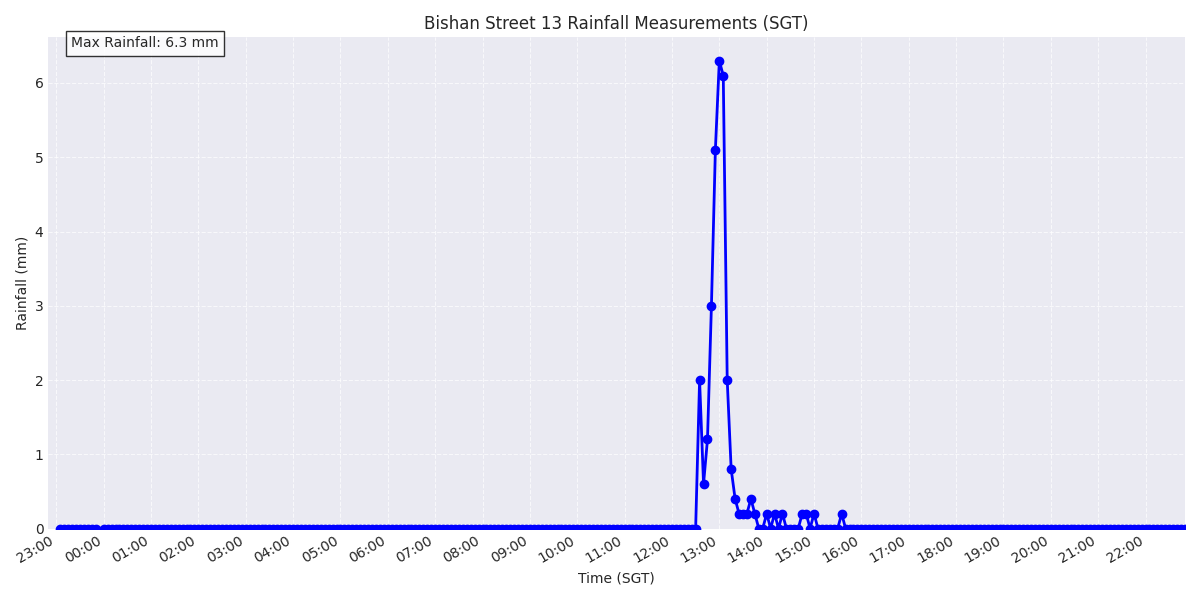 Bishan Street 13 Rainfall Measurements (SGT)
Max Rainfall: 6.3 mm
Rainfall (mm)
6
5
4
3
2
1
0
23:00 00:00 01:00 02:00 03:00 04:00 05:00 06:00 07:00 08:00 09:00 10:00 11:00 12:00 13:00 14:00 15:00 16:00 17:00 18:00 19:00 20:00 21:00 22:00
Time (SGT)